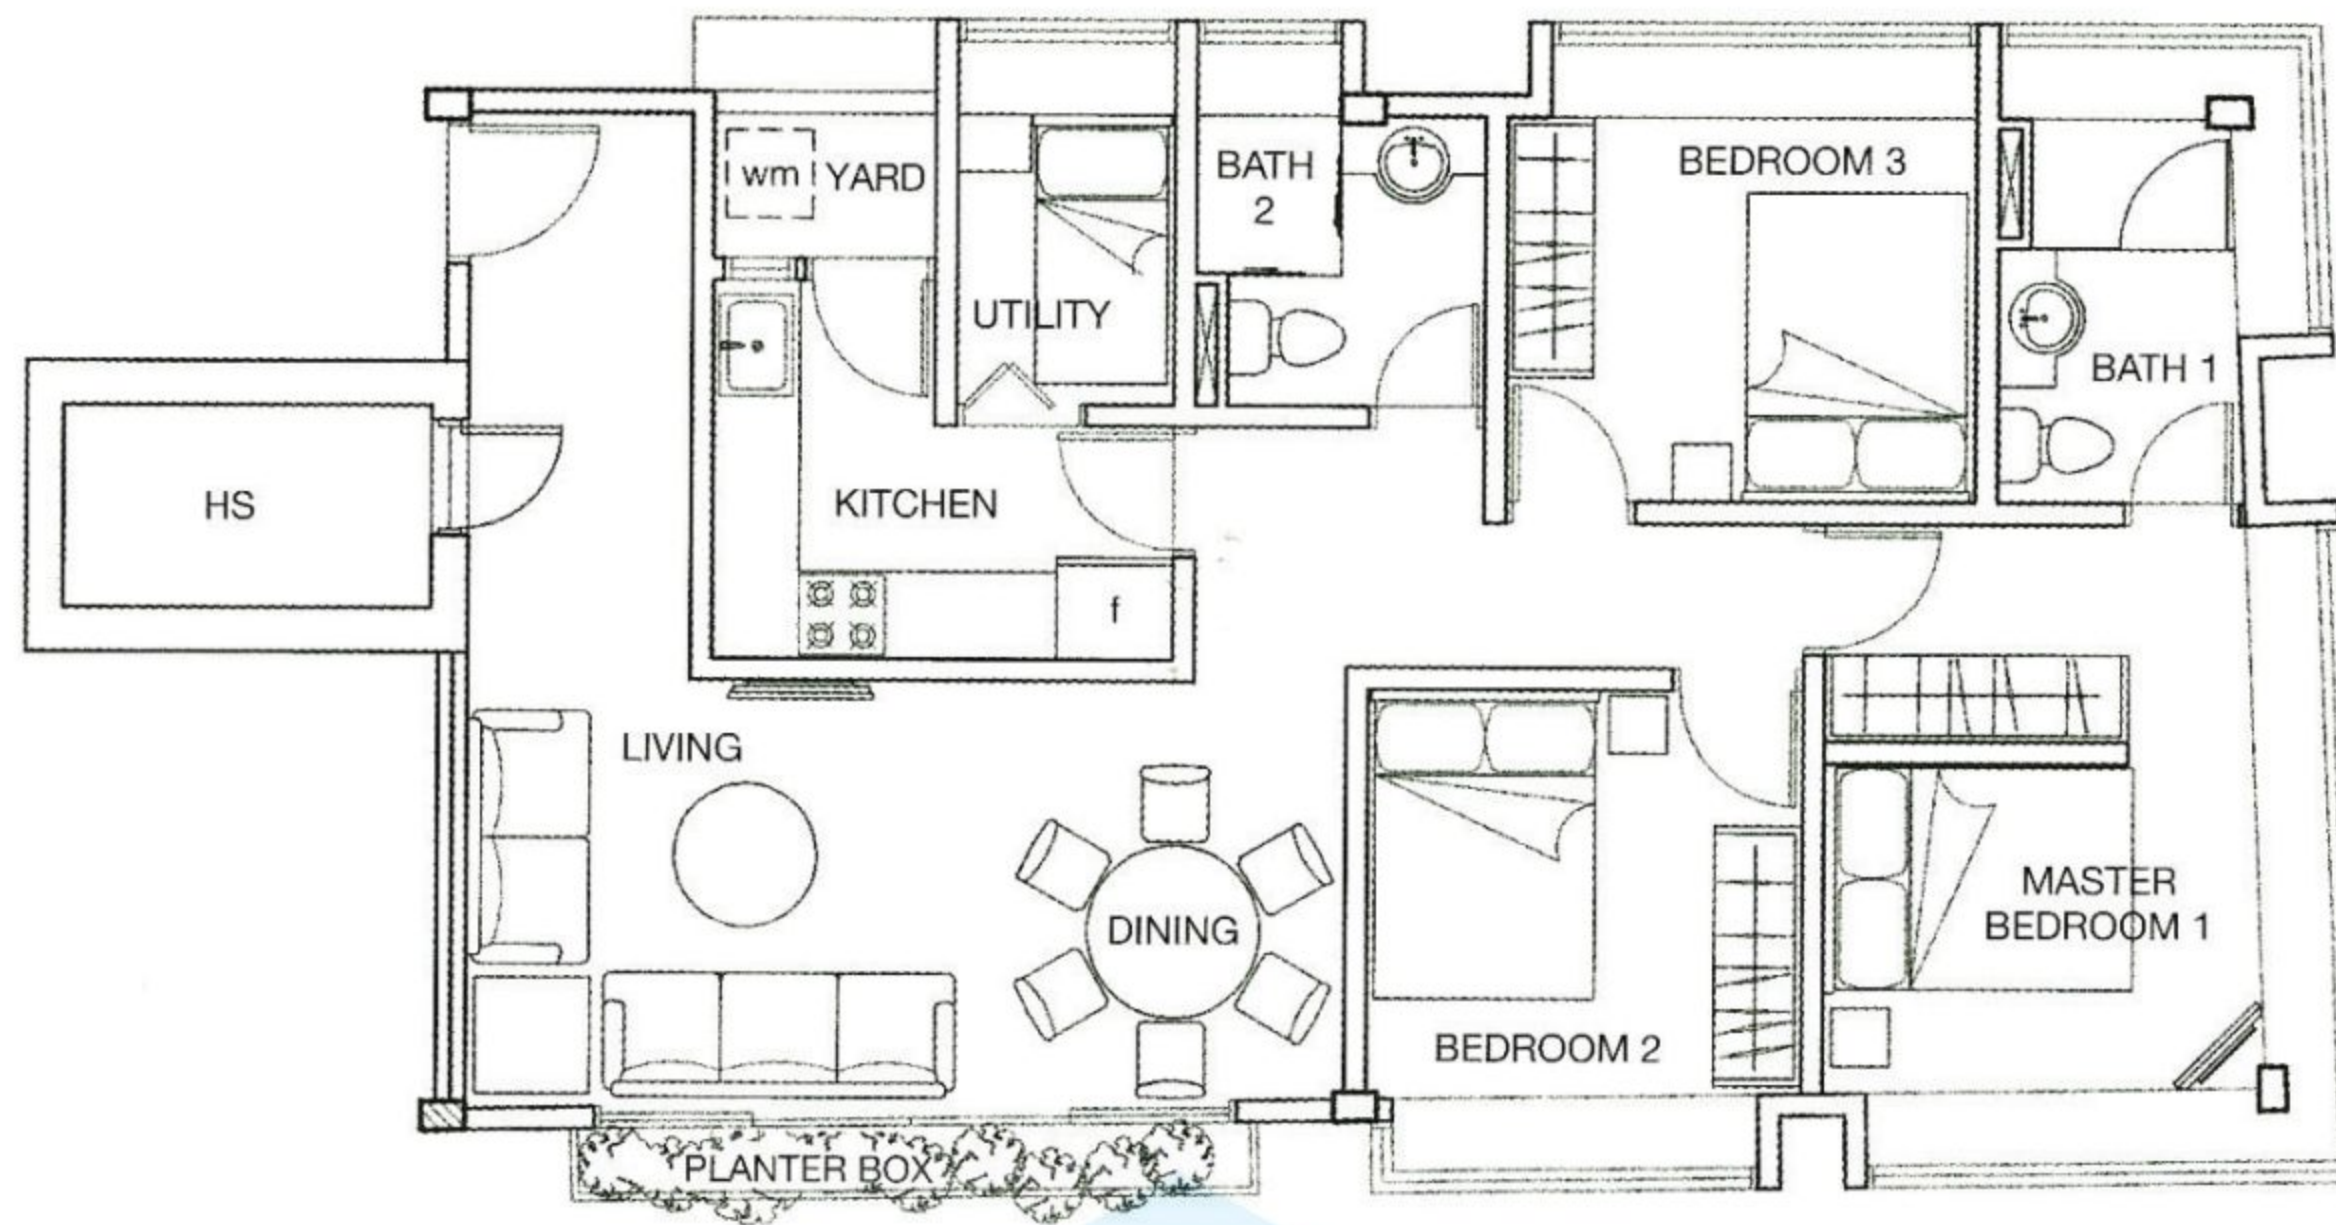 wm
YARD
BATH
2
BEDROOM 3
UTILITY
BATH 1
HS
KITCHEN
f
LIVING
DINING
MASTER
BEDROOM 1
BEDROOM 2
PLANTER BOX